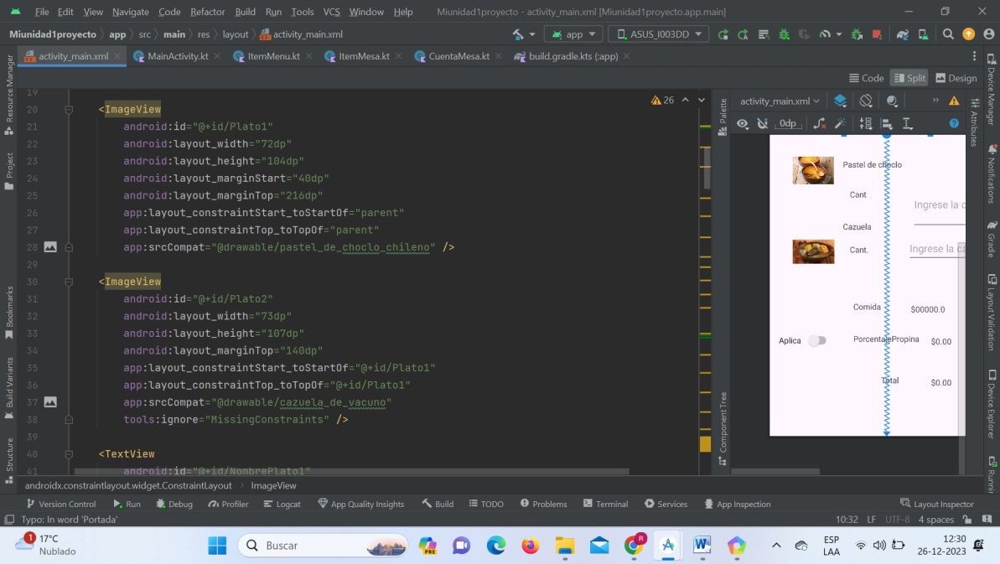 File Edit View Navigate Code Refactor Build Run Tools VCS Window Help Miunidad1proyecto - activity_main.xml [Miunidad1proyecto.app.main]
Miunidad1proyecto app src main res layout activity_main.xml app ASUS_I003DD
activity_main.xml MainActivity.kt ItemMenu.kt ItemMesa.kt CuentaMesa.kt build.gradle.kts (:app)
Code Split Design
Resource Manager
Project
Bookmarks
Build Variants
Structure
19
20 <ImageView
21 android:id="@+id/Plato1"
22 android:layout_width="72dp"
23 android:layout_height="104dp"
24 android:layout_marginStart="40dp"
25 android:layout_marginTop="216dp"
26 app:layout_constraintStart_toStartOf="parent"
27 app:layout_constraintTop_toTopOf="parent"
28 app:srcCompat="@drawable/pastel_de_choclo_chileno" />
29
30 <ImageView
31 android:id="@+id/Plato2"
32 android:layout_width="73dp"
33 android:layout_height="107dp"
34 android:layout_marginTop="140dp"
35 app:layout_constraintStart_toStartOf="@+id/Plato1"
36 app:layout_constraintTop_toTopOf="@+id/Plato1"
37 app:srcCompat="@drawable/cazuela_de_vacuno"
38 tools:ignore="MissingConstraints" />
39
40 <TextView
41 android:id="@+id/NombrePlato1"
26
Palette
Component Tree
activity_main.xml
0dp
Pastel de choclo
Cant
Ingrese la c
Cazuela
Cant.
Ingrese la ca
Comida $00000.0
Aplica PorcentajePropina $0.00
Total $0.00
Attributes
Device Manager
Notifications
Gradle
Layout Validation
Device Explorer
Runni
androidx.constraintlayout.widget.ConstraintLayout ImageView
Version Control Run Debug Profiler Logcat App Quality Insights Build TODO Problems Terminal Services App Inspection Layout Inspector
Typo: In word 'Portada' 10:32 LF UTF-8 4 spaces
1 17°C
Nublado
Buscar
PRE
R
ESP
LAA
12:30
26-12-2023